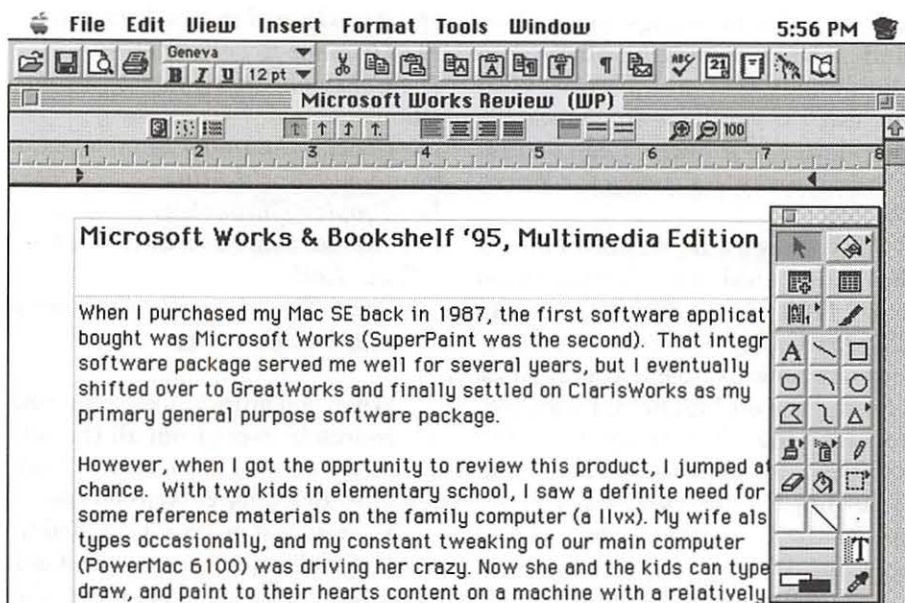 File Edit View Insert Format Tools Window 5:56 PM
Geneva
B I U 12 pt
ABC 21
Microsoft Works Review (WP)
100
1 2 3 4 5 6 7 8
Microsoft Works & Bookshelf '95, Multimedia Edition
When I purchased my Mac SE back in 1987, the first software applicat
bought was Microsoft Works (SuperPaint was the second). That integr
software package served me well for several years, but I eventually
shifted over to GreatWorks and finally settled on ClarisWorks as my
primary general purpose software package.
However, when I got the opprtunity to review this product, I jumped at
chance. With two kids in elementary school, I saw a definite need for
some reference materials on the family computer (a IIvx). My wife als
types occasionally, and my constant tweaking of our main computer
(PowerMac 6100) was driving her crazy. Now she and the kids can type
draw, and paint to their hearts content on a machine with a relatively
A
T